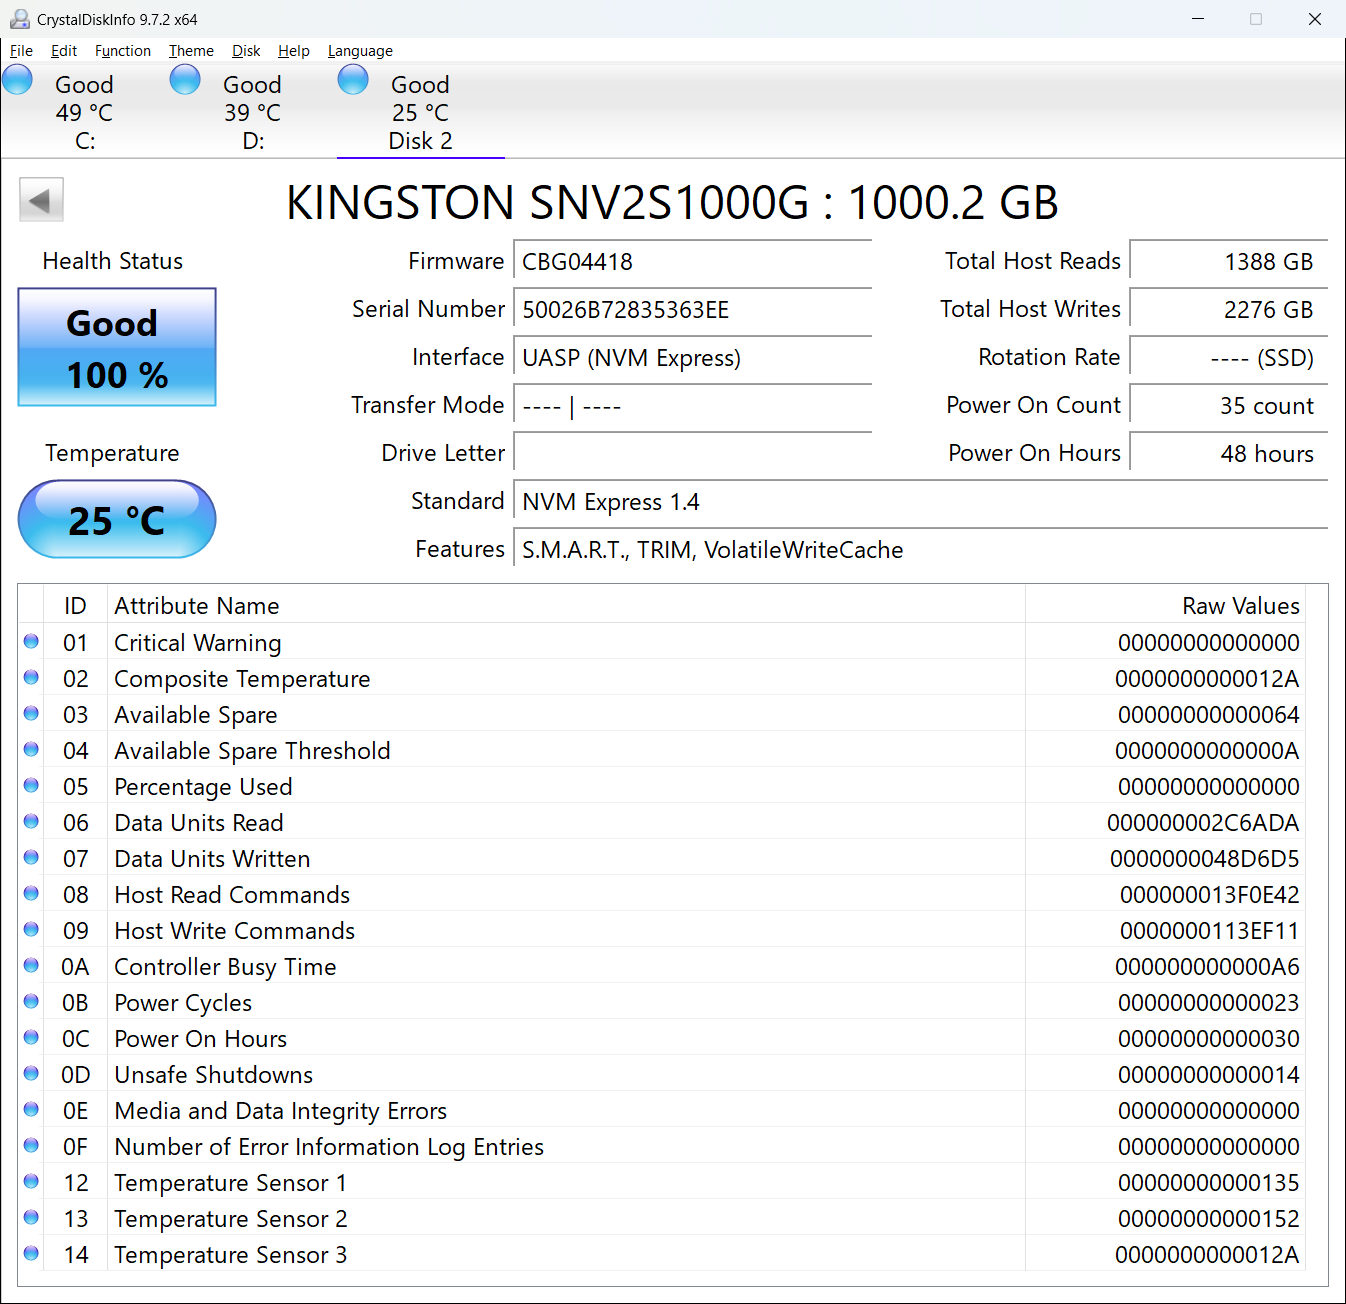 CrystalDiskInfo 9.7.2 x64
File Edit Function Theme Disk Help Language
Good Good Good
49 °C 39 °C 25 °C
C: D: Disk 2
KINGSTON SNV2S1000G : 1000.2 GB
Health Status Firmware CBG04418 Total Host Reads 1388 GB
Good Serial Number 50026B72835363EE Total Host Writes 2276 GB
100 % Interface UASP (NVM Express) Rotation Rate ---- (SSD)
Transfer Mode ---- | ---- Power On Count 35 count
Temperature Drive Letter Power On Hours 48 hours
25 °C Standard NVM Express 1.4
Features S.M.A.R.T., TRIM, VolatileWriteCache
ID Attribute Name Raw Values
01 Critical Warning 00000000000000
02 Composite Temperature 0000000000012A
03 Available Spare 00000000000064
04 Available Spare Threshold 0000000000000A
05 Percentage Used 00000000000000
06 Data Units Read 000000002C6ADA
07 Data Units Written 0000000048D6D5
08 Host Read Commands 000000013F0E42
09 Host Write Commands 0000000113EF11
0A Controller Busy Time 000000000000A6
0B Power Cycles 00000000000023
0C Power On Hours 00000000000030
0D Unsafe Shutdowns 00000000000014
0E Media and Data Integrity Errors 00000000000000
0F Number of Error Information Log Entries 00000000000000
12 Temperature Sensor 1 00000000000135
13 Temperature Sensor 2 00000000000152
14 Temperature Sensor 3 0000000000012A